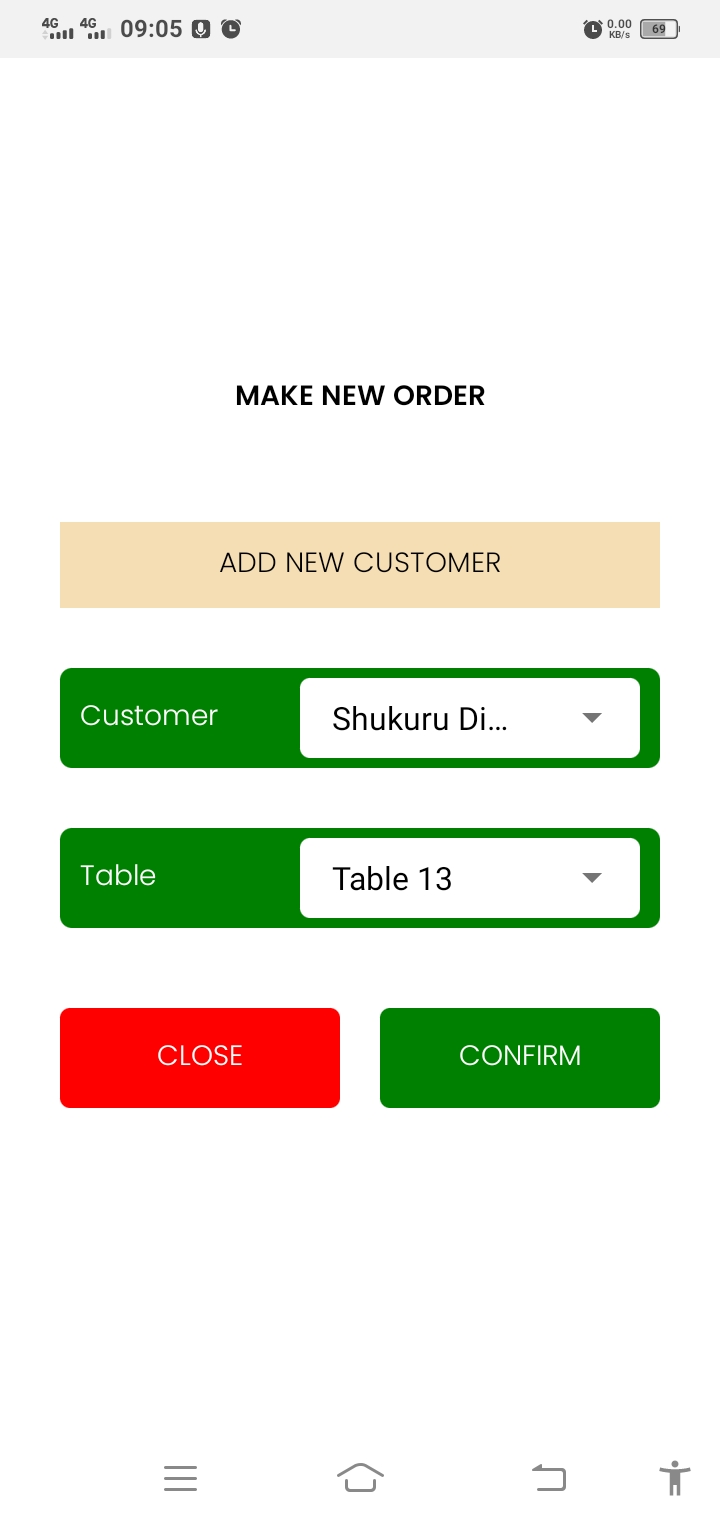 4G 4G 09:05 0.00 KB/s 69
MAKE NEW ORDER
ADD NEW CUSTOMER
Customer Shukuru Di...
Table Table 13
CLOSE CONFIRM